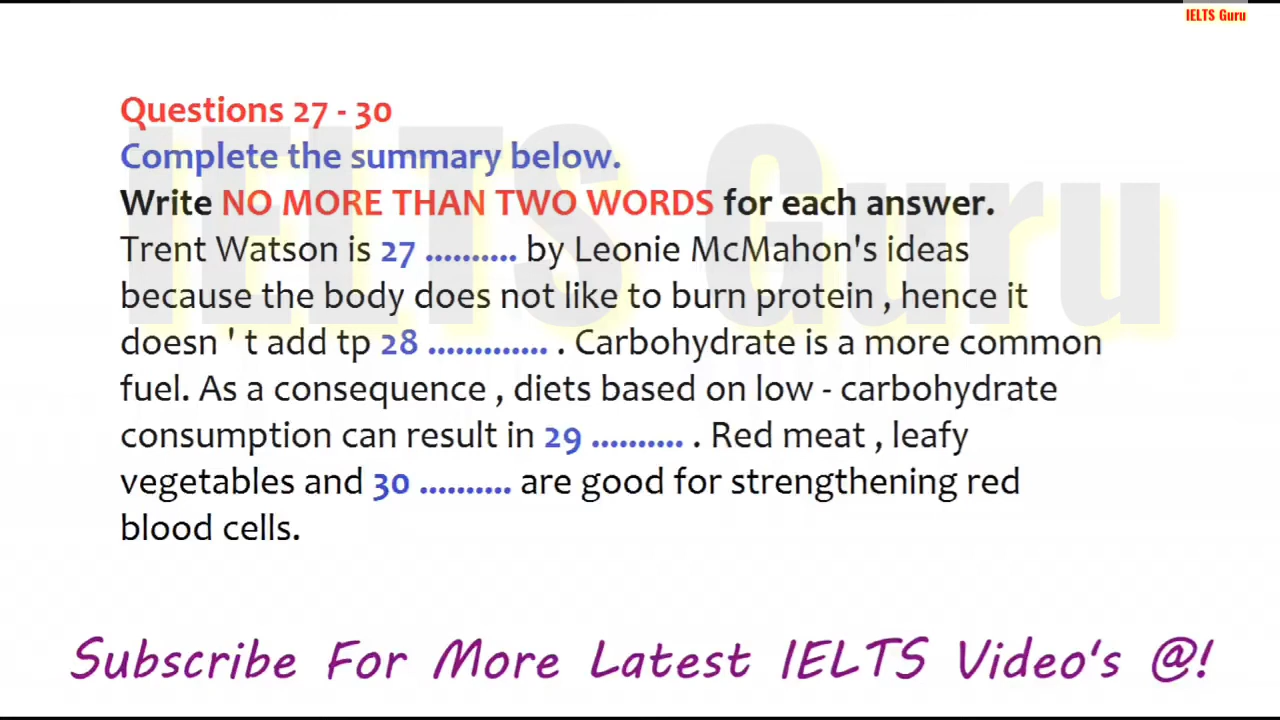 IELTS Guru
Questions 27 - 30
Complete the summary below.
Write NO MORE THAN TWO WORDS for each answer.
Trent Watson is 27 .......... by Leonie McMahon's ideas
because the body does not like to burn protein , hence it
doesn ' t add tp 28 ............. . Carbohydrate is a more common
fuel. As a consequence , diets based on low - carbohydrate
consumption can result in 29 .......... . Red meat , leafy
vegetables and 30 .......... are good for strengthening red
blood cells.
IELTS Guru
Subscribe For More Latest IELTS Video's @!